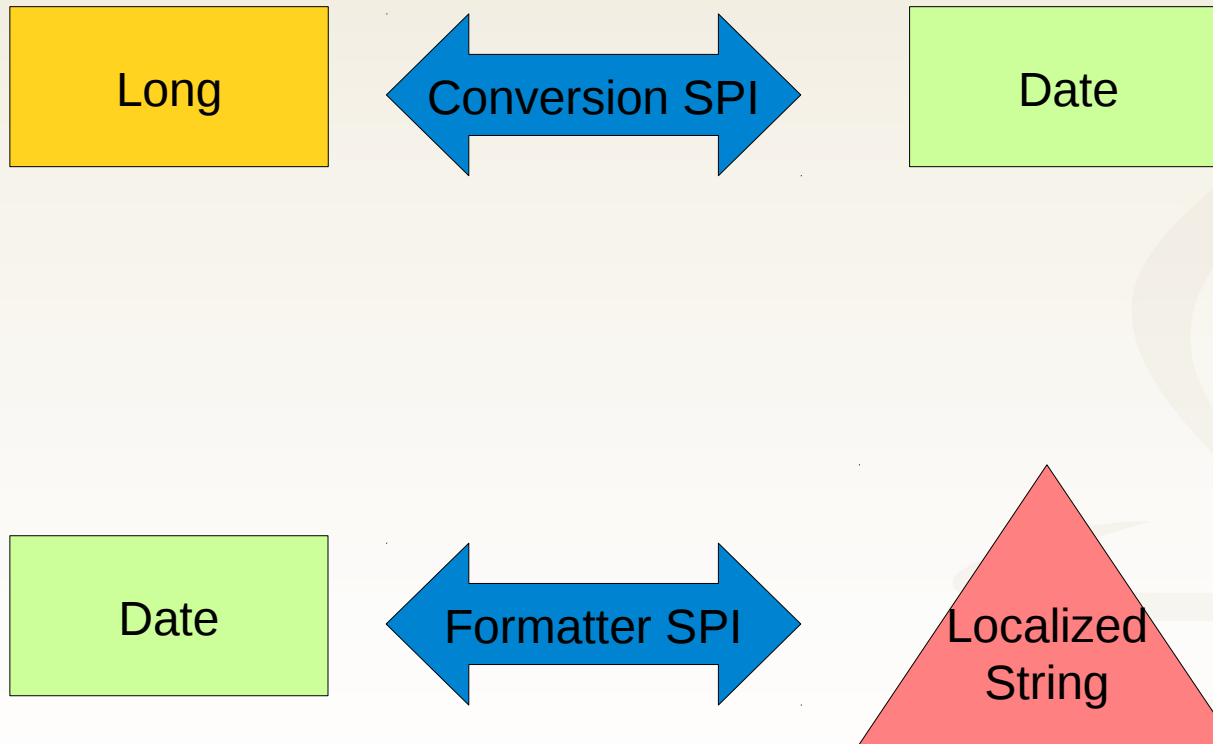 Long
Conversion SPI
Date
Date
Formatter SPI
Localized
String